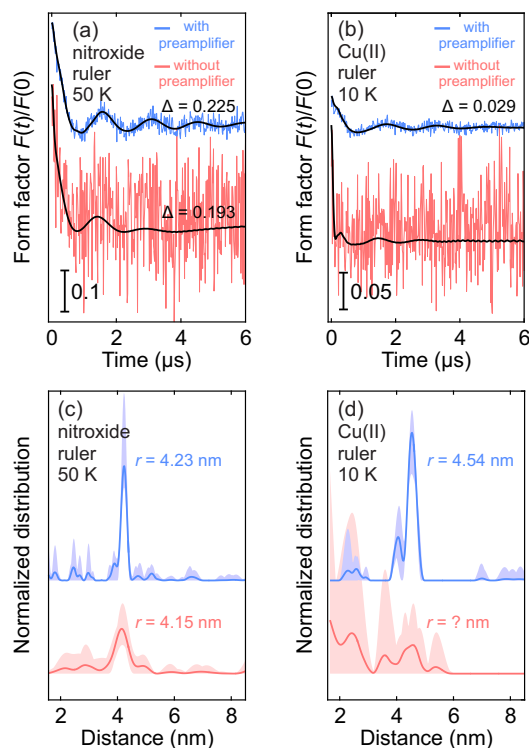 (a)
nitroxide
ruler
50 K
with
preamplifier
without
preamplifier
Δ = 0.225
Δ = 0.193
0.1
Form factor F(t)/F(0)
0 2 4 6
Time (µs)
(b)
Cu(II)
ruler
10 K
with
preamplifier
without
preamplifier
Δ = 0.029
0.05
Form factor F(t)/F(0)
0 2 4 6
Time (µs)
(c)
nitroxide
ruler
50 K
r = 4.23 nm
r = 4.15 nm
Normalized distribution
2 4 6 8
Distance (nm)
(d)
Cu(II)
ruler
10 K
r = 4.54 nm
r = ? nm
Normalized distribution
2 4 6 8
Distance (nm)